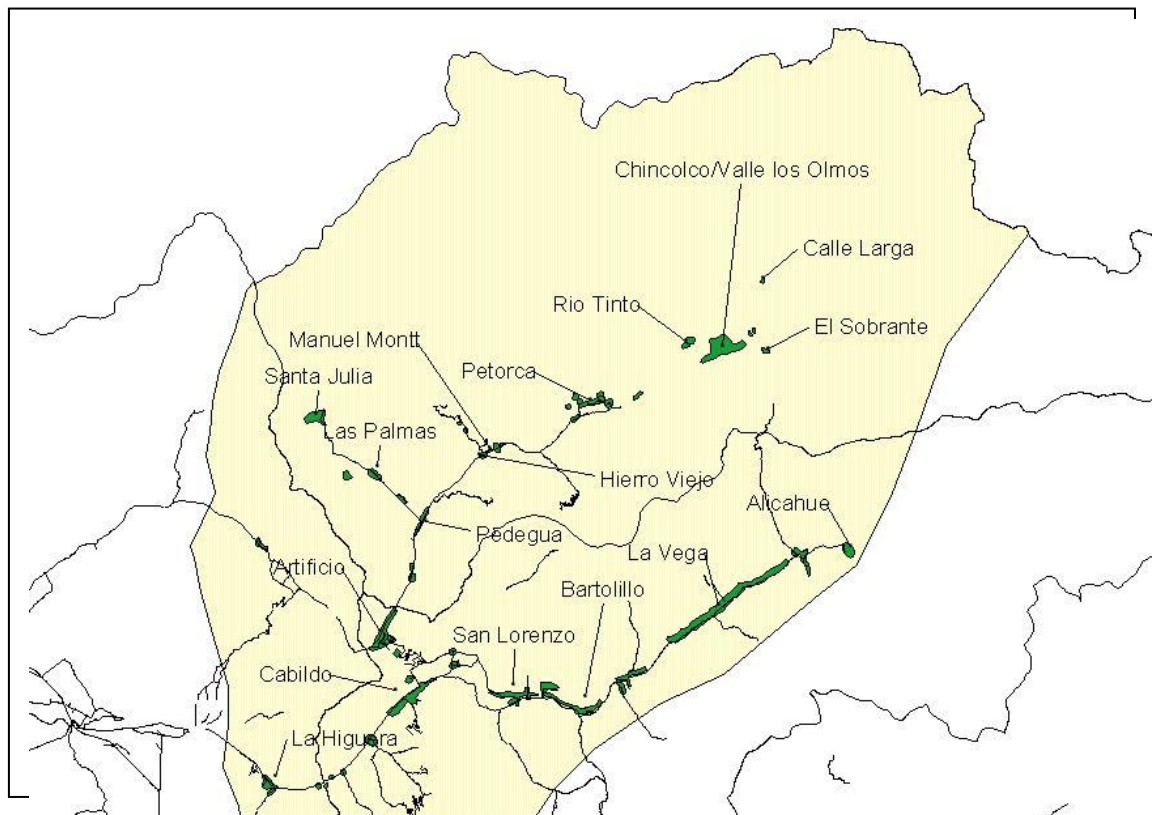 Chincolco/Valle los Olmos
Calle Larga
Rio Tinto
El Sobrante
Manuel Montt
Petorca
Santa Julia
Las Palmas
Hierro Viejo
Alicahue
Pedegua
La Vega
Artificio
Bartolillo
San Lorenzo
Cabildo
La Higuera